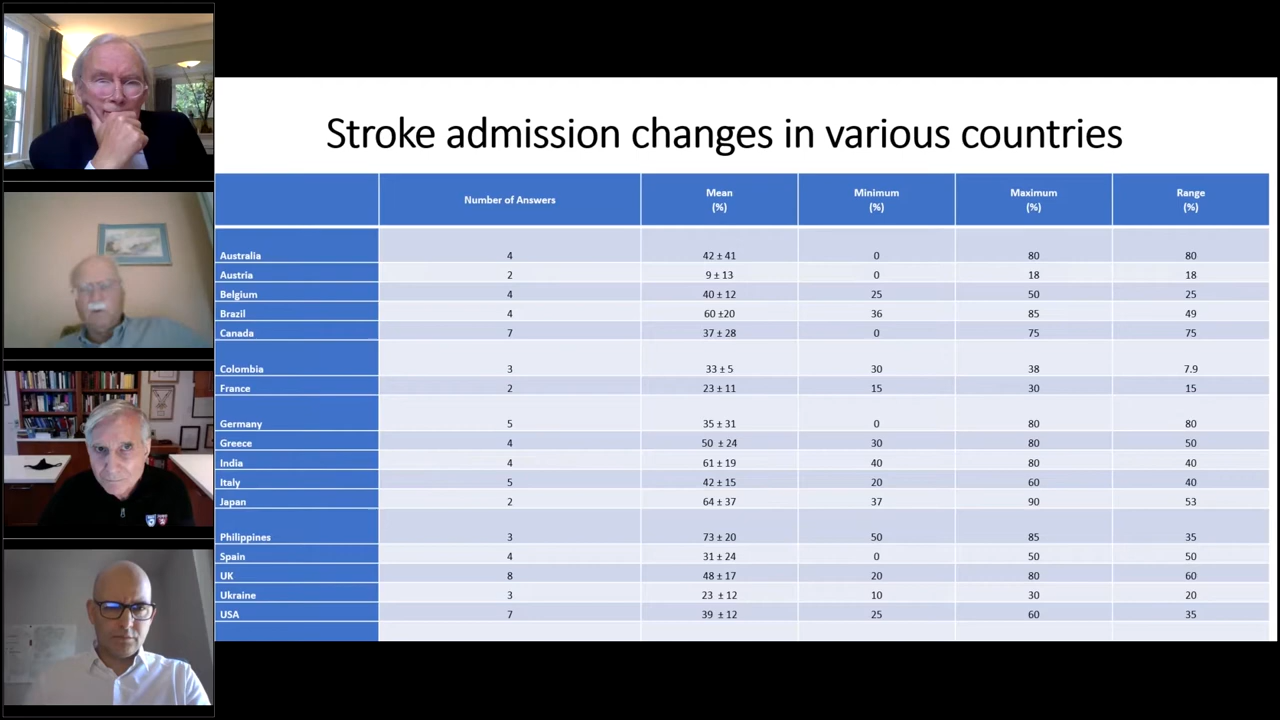 Stroke admission changes in various countries
Number of Answers Mean (%) Minimum (%) Maximum (%) Range (%)
Australia 4 42 ± 41 0 80 80
Austria 2 9 ± 13 0 18 18
Belgium 4 40 ± 12 25 50 25
Brazil 4 60 ±20 36 85 49
Canada 7 37 ± 28 0 75 75
Colombia 3 33 ± 5 30 38 7.9
France 2 23 ± 11 15 30 15
Germany 5 35 ± 31 0 80 80
Greece 4 50 ± 24 30 80 50
India 4 61 ± 19 40 80 40
Italy 5 42 ± 15 20 60 40
Japan 2 64 ± 37 37 90 53
Philippines 3 73 ± 20 50 85 35
Spain 4 31 ± 24 0 50 50
UK 8 48 ± 17 20 80 60
Ukraine 3 23 ± 12 10 30 20
USA 7 39 ± 12 25 60 35